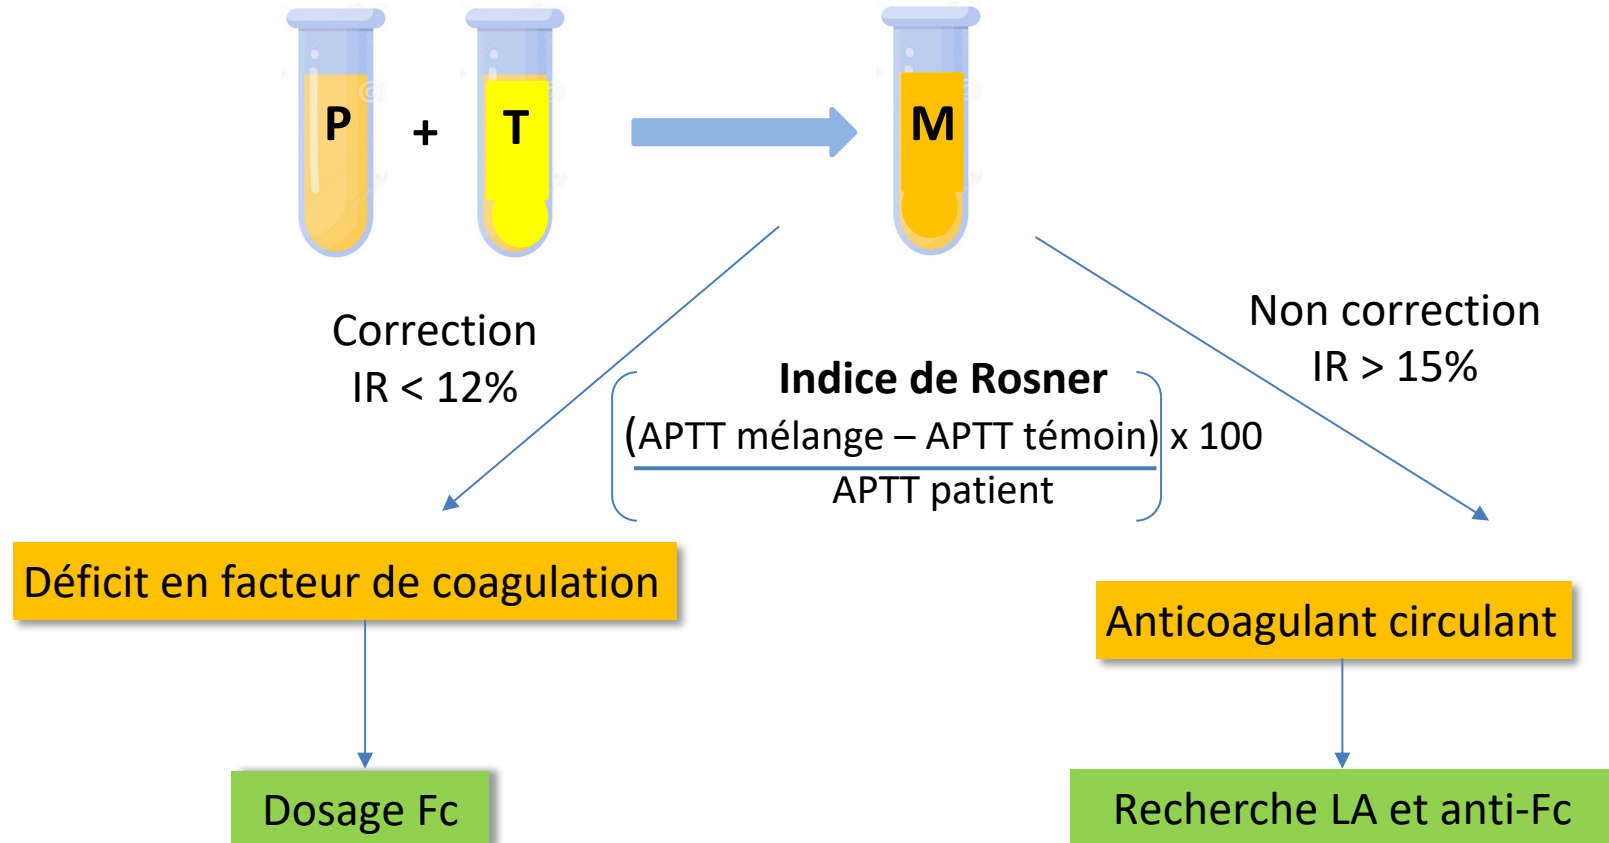 P + T M
Correction
IR < 12%
Non correction
IR > 15%
Indice de Rosner
(APTT mélange – APTT témoin) x 100
APTT patient
Déficit en facteur de coagulation
Anticoagulant circulant
Dosage Fc
Recherche LA et anti-Fc